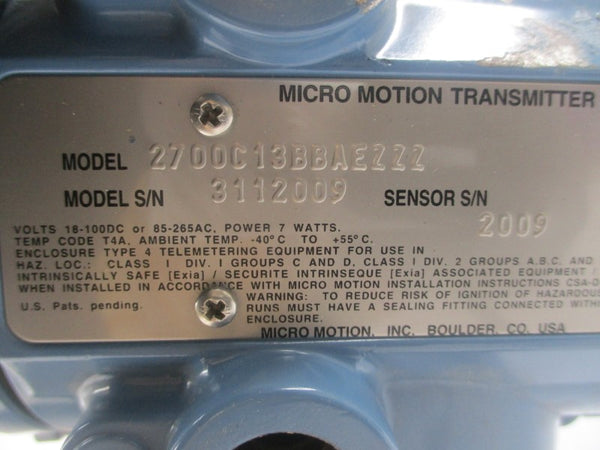 MICRO MOTION TRANSMITTER
MODEL 2700C13BBAEZZZ
MODEL S/N 3112009 SENSOR S/N 2009
VOLTS 18-100DC or 85-265AC, POWER 7 WATTS.
TEMP CODE T4A, AMBIENT TEMP. -40°C TO +55°C.
ENCLOSURE TYPE 4 TELEMETERING EQUIPMENT FOR USE IN
HAZ. LOC.: CLASS I DIV. I GROUPS C AND D, CLASS I DIV. 2 GROUPS A.B.C, AND
INTRINSICALLY SAFE [Exia] / SECURITE INTRINSEQUE [Exia] ASSOCIATED EQUIPMENT /
WHEN INSTALLED IN ACCORDANCE WITH MICRO MOTION INSTALLATION INSTRUCTIONS CSA-D
WARNING: TO REDUCE RISK OF IGNITION OF HAZARDOUS
U.S. Pats. pending. RUNS MUST HAVE A SEALING FITTING CONNECTED WITHIN
ENCLOSURE.
MICRO MOTION, INC. BOULDER, CO. USA